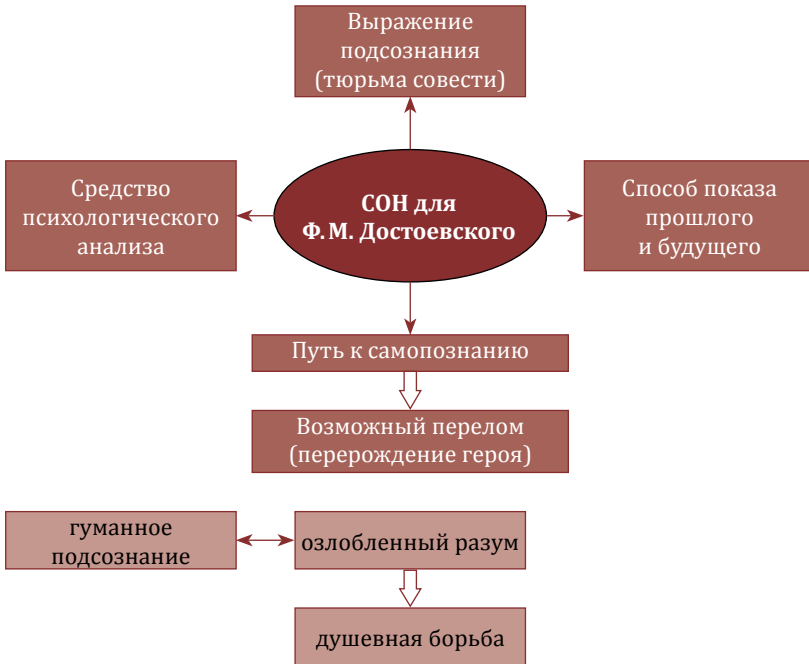 Выражение
подсознания
(тюрьма совести)
Средство
психологического
анализа
СОН для
Ф. М. Достоевского
Способ показа
прошлого
и будущего
Путь к самопознанию
Возможный перелом
(перерождение героя)
гуманное
подсознание
озлобленный разум
душевная борьба